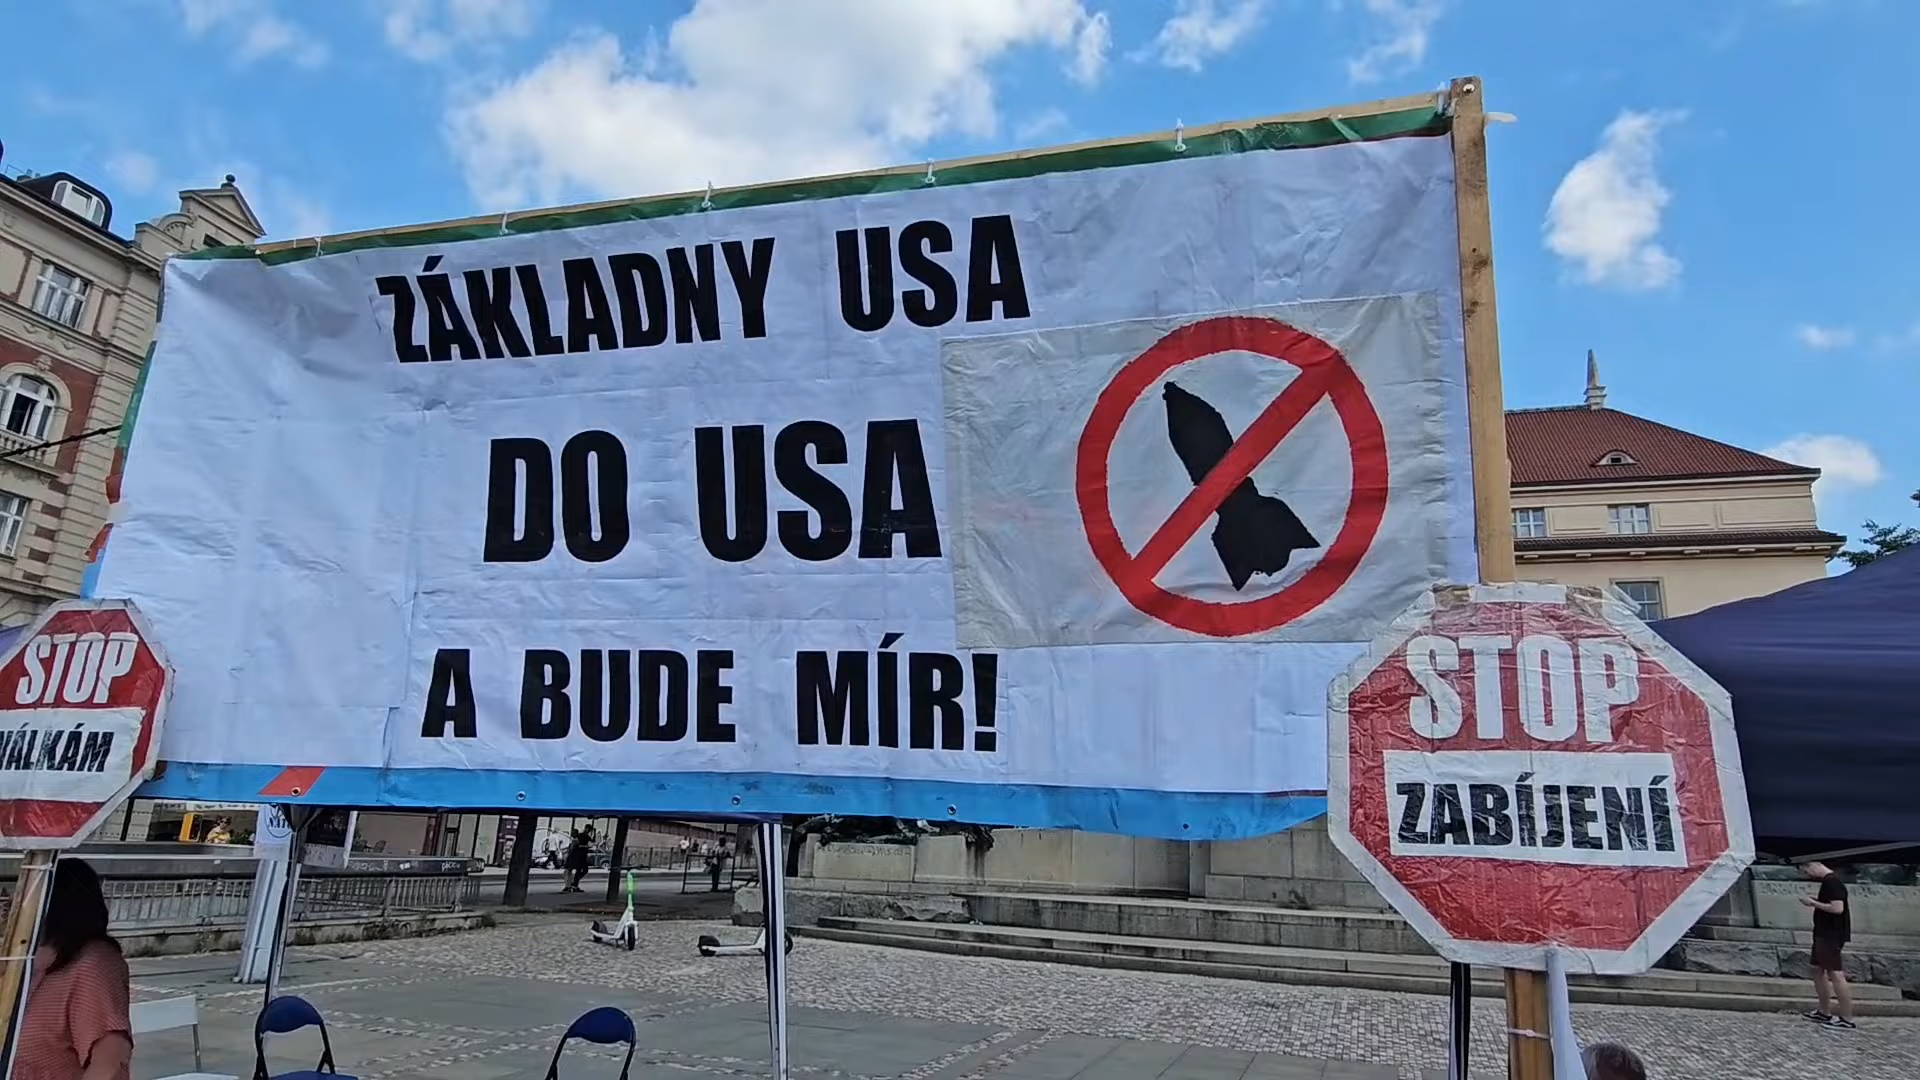 ZÁKLADNY USA
DO USA
A BUDE MÍR!
STOP
VÁLKÁM
STOP
ZABÍJENÍ